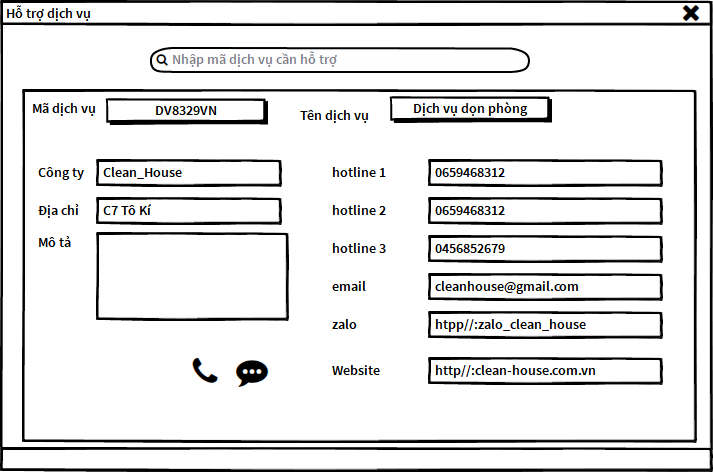 Hỗ trợ dịch vụ
Nhập mã dịch vụ cần hỗ trợ
Mã dịch vụ DV8329VN Tên dịch vụ Dịch vụ dọn phòng
Công ty Clean_House hotline 1 0659468312
Địa chỉ C7 Tô Kí hotline 2 0659468312
Mô tả hotline 3 0456852679
email cleanhouse@gmail.com
zalo htpp//:zalo_clean_house
Website http//:clean-house.com.vn